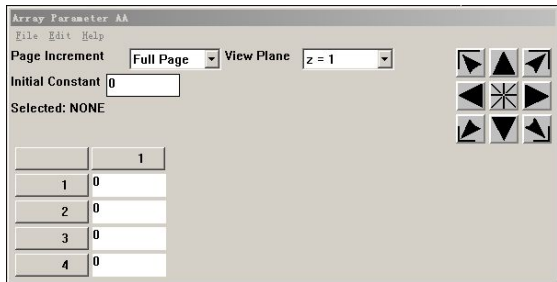 Array Parameter AA
File Edit Help
Page Increment Full Page View Plane z = 1
Initial Constant 0
Selected: NONE
1
1 0
2 0
3 0
4 0